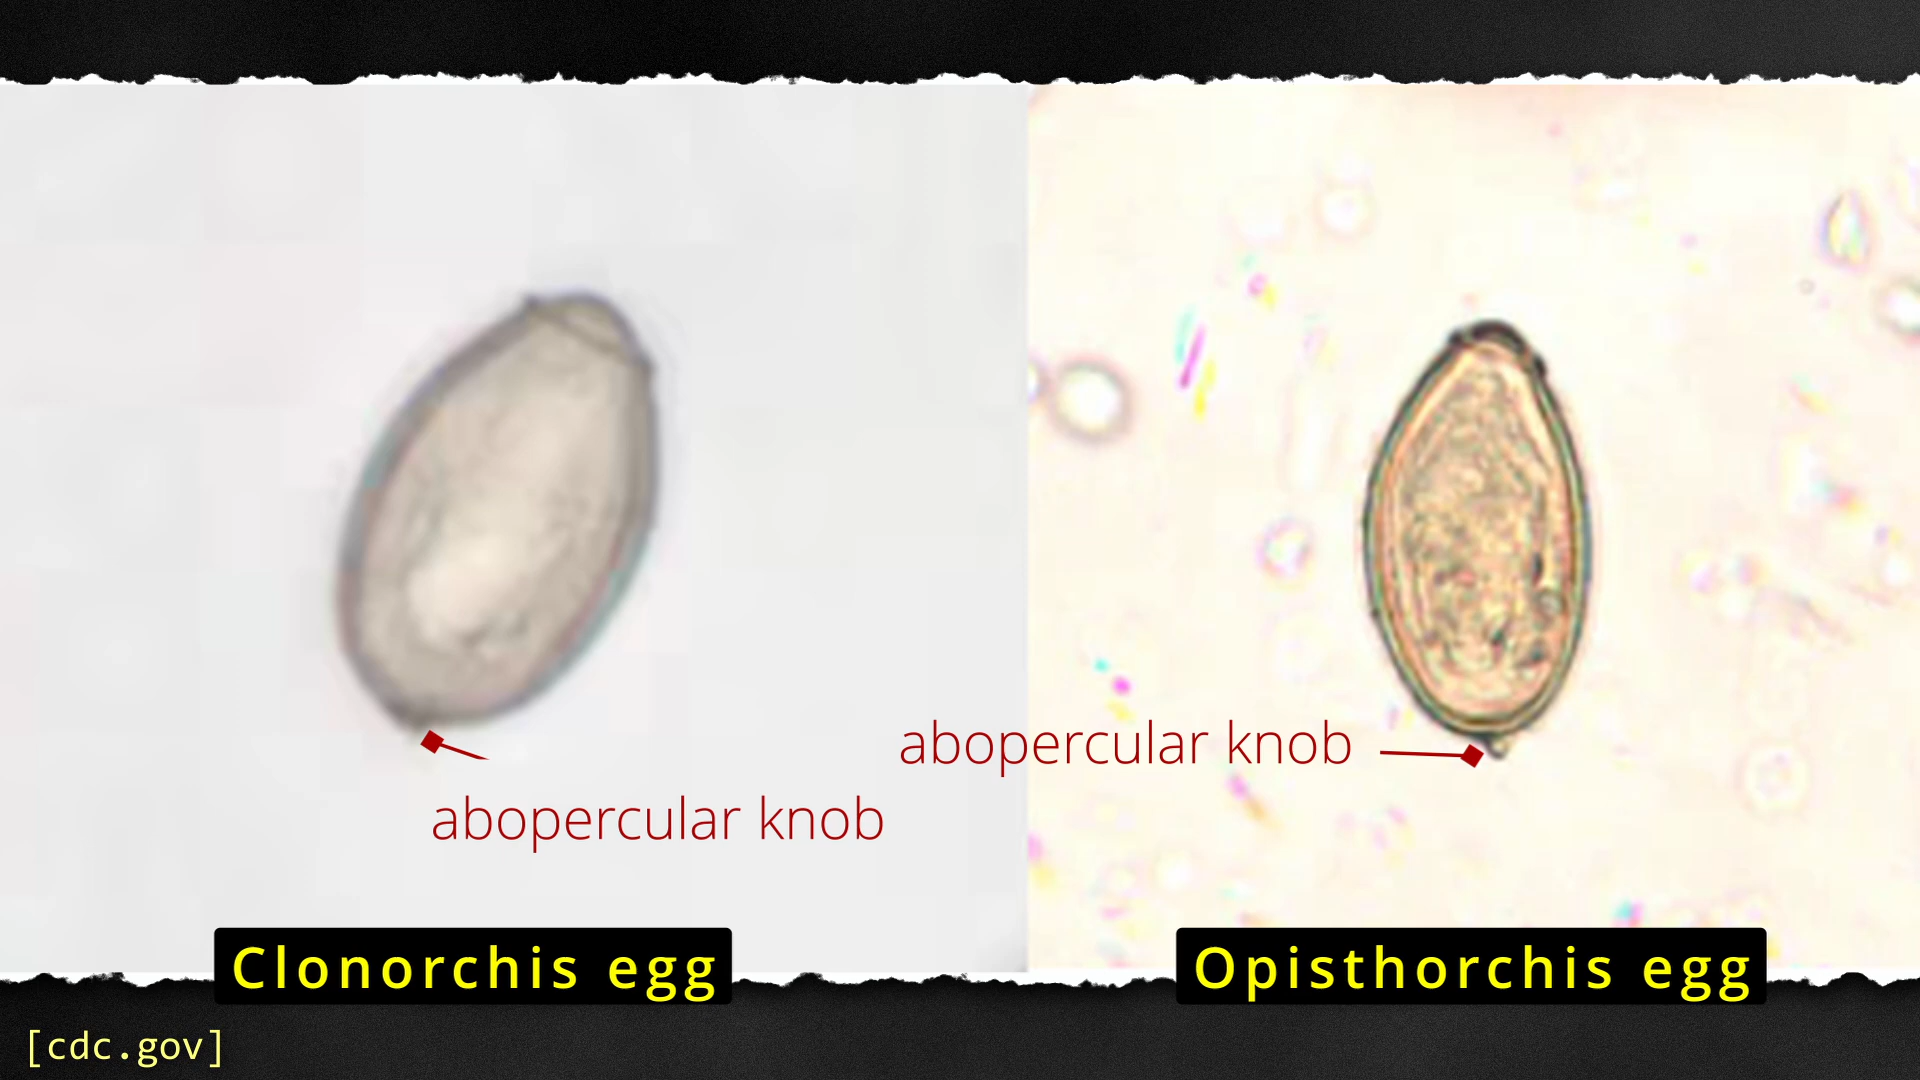 abopercular knob
abopercular knob
Clonorchis egg
Opisthorchis egg
[cdc.gov]